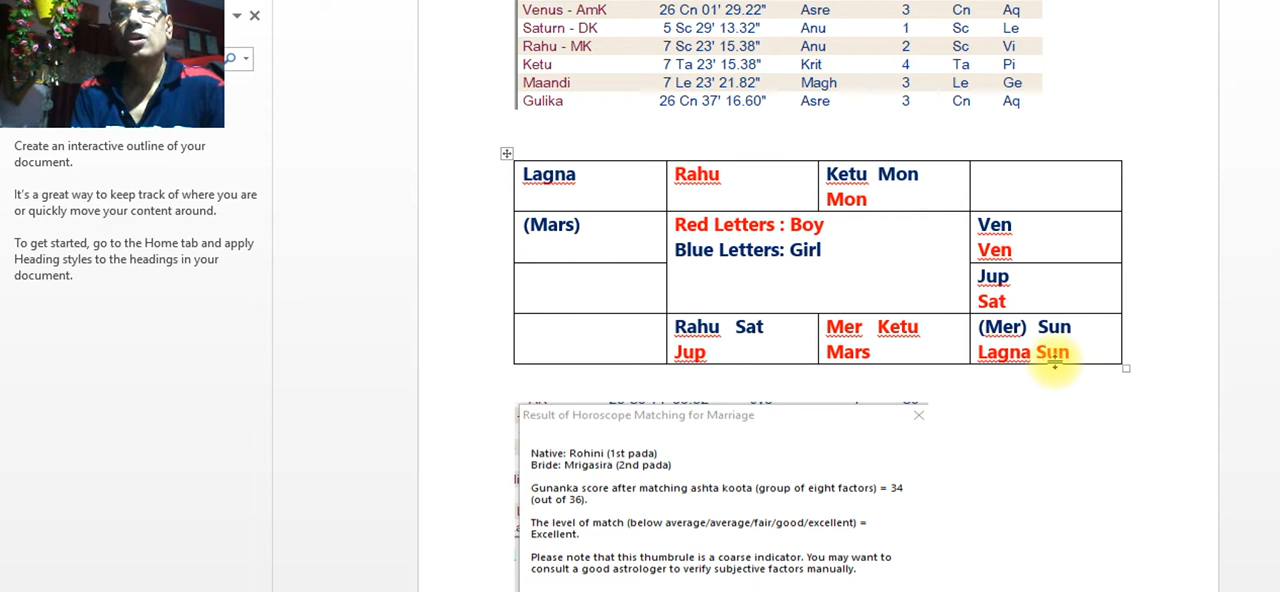 Venus - AmK 26 Cn 01' 29.22" Asre 3 Cn Aq
Saturn - DK 5 Sc 29' 13.32" Anu 1 Sc Le
Rahu - MK 7 Sc 23' 15.38" Anu 2 Sc Vi
Ketu 7 Ta 23' 15.38" Krit 4 Ta Pi
Maandi 7 Le 23' 21.82" Magh 3 Le Ge
Gulika 26 Cn 37' 16.60" Asre 3 Cn Aq
Create an interactive outline of your
document.
It's a great way to keep track of where you are
or quickly move your content around.
To get started, go to the Home tab and apply
Heading styles to the headings in your
document.
Lagna Rahu Ketu Mon
Mon
(Mars) Red Letters : Boy Ven
Blue Letters: Girl Ven
Jup
Sat
Rahu Sat Mer Ketu (Mer) Sun
Jup Mars Lagna Sun
Result of Horoscope Matching for Marriage
Native: Rohini (1st pada)
Bride: Mrigasira (2nd pada)
Gunanka score after matching ashta koota (group of eight factors) = 34
(out of 36).
The level of match (below average/average/fair/good/excellent) =
Excellent.
Please note that this thumbrule is a coarse indicator. You may want to
consult a good astrologer to verify subjective factors manually.